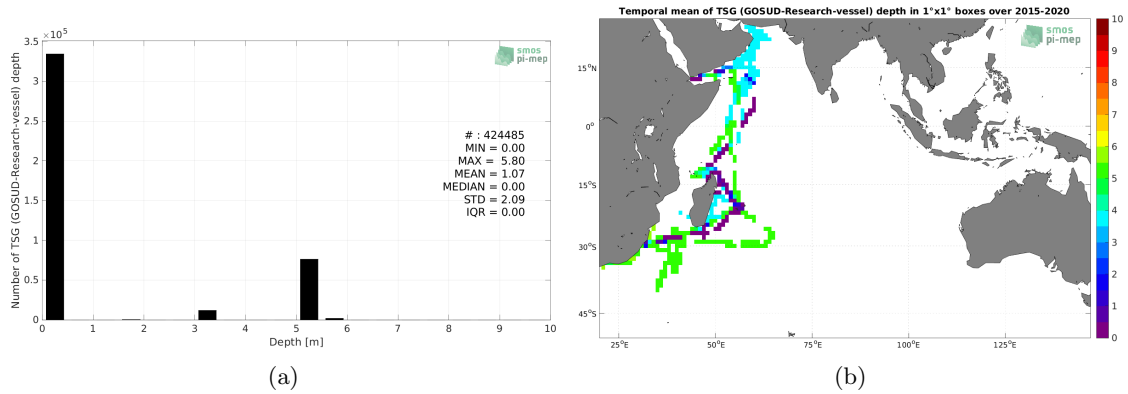 ×10⁵
3.5
3
2.5
2
1.5
1
0.5
0
Number of TSG (GOSUD-Research-vessel) depth
smos
pi-mep
# : 424485
MIN = 0.00
MAX = 5.80
MEAN = 1.07
MEDIAN = 0.00
STD = 2.09
IQR = 0.00
0 1 2 3 4 5 6 7 8 9 10
Depth [m]
(a)
Temporal mean of TSG (GOSUD-Research-vessel) depth in 1°x1° boxes over 2015-2020
smos
pi-mep
15°N
0°
15°S
30°S
45°S
25°E 50°E 75°E 100°E 125°E
10
9
8
7
6
5
4
3
2
1
0
(b)